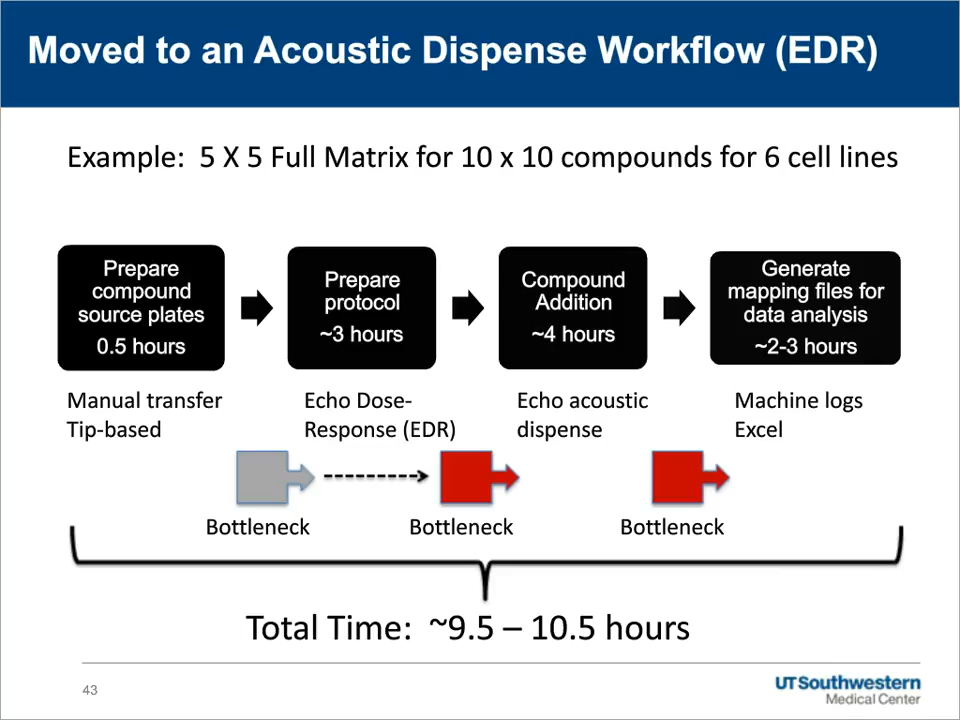 Moved to an Acoustic Dispense Workflow (EDR)
Example: 5 X 5 Full Matrix for 10 x 10 compounds for 6 cell lines
Prepare
compound
source plates
0.5 hours
Prepare
protocol
~3 hours
Compound
Addition
~4 hours
Generate
mapping files for
data analysis
~2-3 hours
Manual transfer
Tip-based
Echo Dose-
Response (EDR)
Echo acoustic
dispense
Machine logs
Excel
Bottleneck
Bottleneck
Bottleneck
Total Time: ~9.5 – 10.5 hours
43
UTSouthwestern
Medical Center